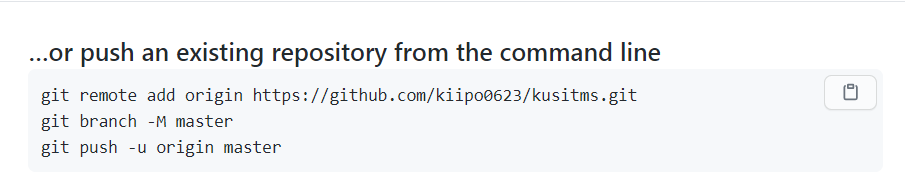 ...or push an existing repository from the command line
git remote add origin https://github.com/kiipo0623/kusitms.git
git branch -M master
git push -u origin master